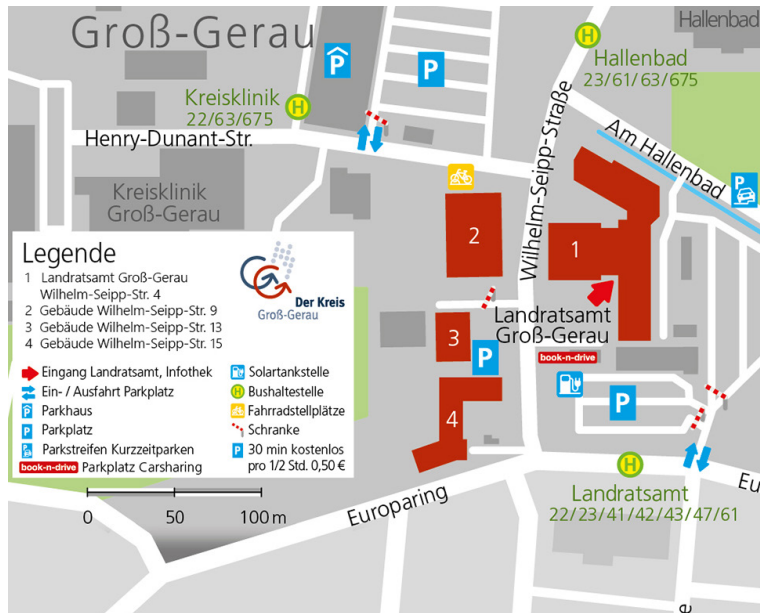 Groß-Gerau
Hallenbad
P
P
H
Hallenbad
23/61/63/675
Kreisklinik
22/63/675
H
Henry-Dunant-Str.
Wilhelm-Seipp-Straße
Am Hallenbad
P
Kreisklinik
Groß-Gerau
2
1
Legende
1 Landratsamt Groß-Gerau
Wilhelm-Seipp-Str. 4
2 Gebäude Wilhelm-Seipp-Str. 9
3 Gebäude Wilhelm-Seipp-Str. 13
4 Gebäude Wilhelm-Seipp-Str. 15
Der Kreis
Groß-Gerau
Eingang Landratsamt, Infothek
Ein- / Ausfahrt Parkplatz
P Parkhaus
P Parkplatz
P Parkstreifen Kurzzeitparken
book-n-drive Parkplatz Carsharing
Solartankstelle
H Bushaltestelle
Fahrradstellplätze
Schranke
P 30 min kostenlos
pro 1/2 Std. 0,50 €
Landratsamt
Groß-Gerau
3
P
book-n-drive
4
P
0 50 100 m
Europaring
H
Landratsamt
22/23/41/42/43/47/61
Eu
e